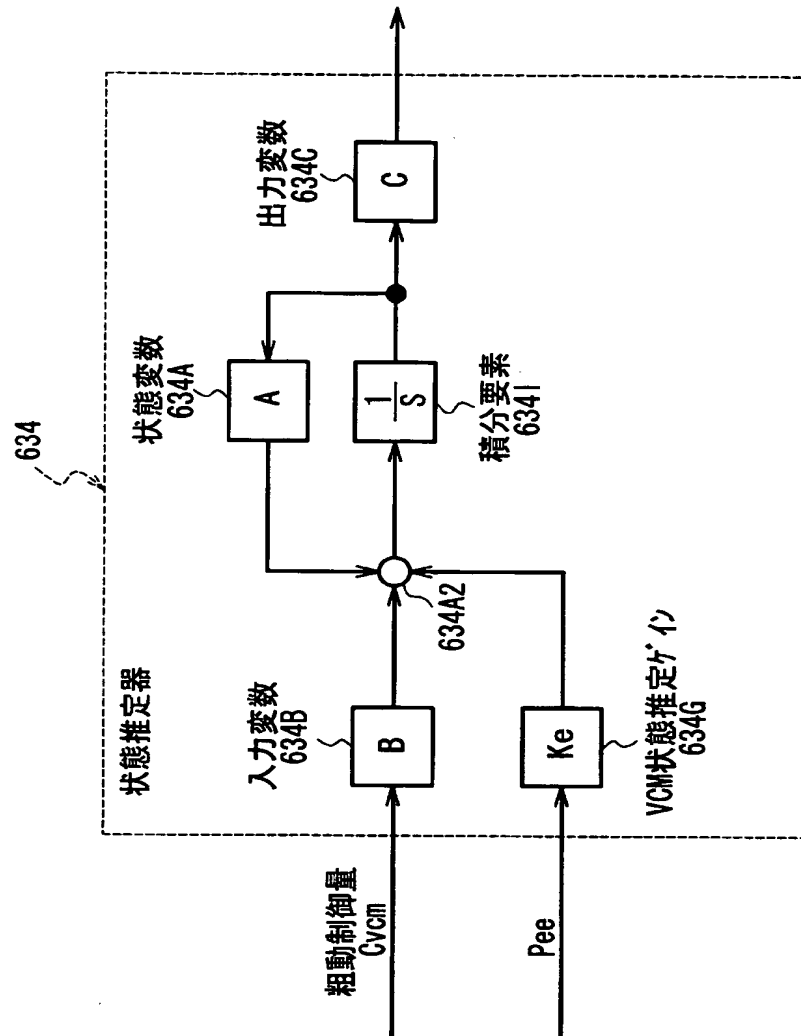 634
状態推定器
粗動制御量
Cvcm
入力変数
634B
B
634A2
状態変数
634A
A
1
S
積分要素
634I
出力変数
634C
C
Pee
Ke
VCM状態推定ゲイン
634G